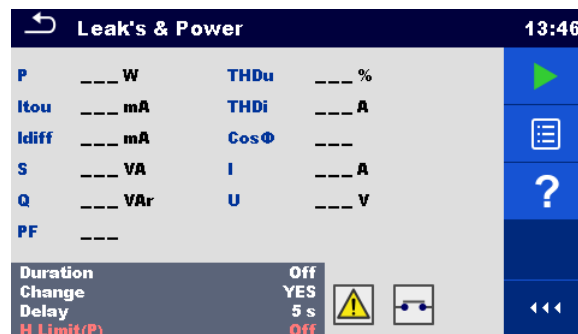 Leak's & Power 13:46
P ___ W THDu ___ %
Itou ___ mA THDi ___ A
Idiff ___ mA CosΦ ___
S ___ VA I ___ A
Q ___ VAr U ___ V
PF ___
?
Duration Off
Change YES
Delay 5 s
H Limit(P) Off